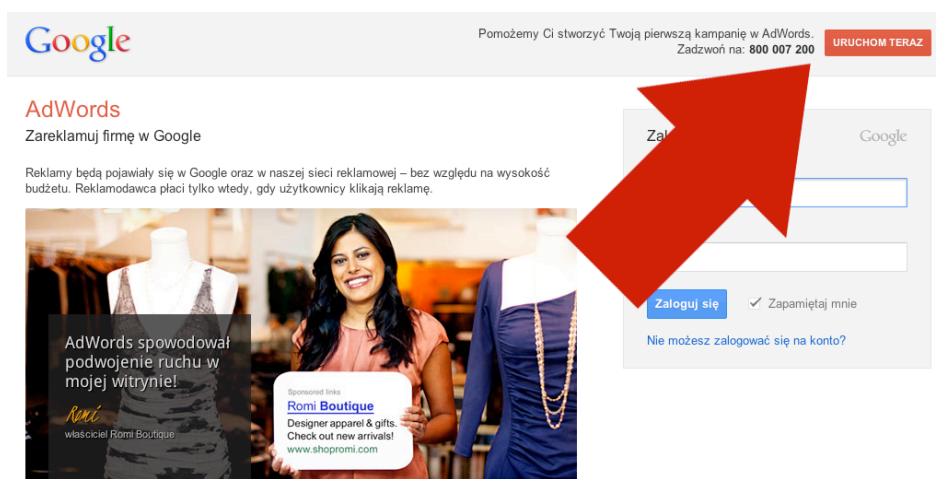 Google
Pomożemy Ci stworzyć Twoją pierwszą kampanię w AdWords.
Zadzwoń na: 800 007 200
URUCHOM TERAZ
AdWords
Zareklamuj firmę w Google
Reklamy będą pojawiały się w Google oraz w naszej sieci reklamowej – bez względu na wysokość
budżetu. Reklamodawca płaci tylko wtedy, gdy użytkownicy klikają reklamę.
AdWords spowodował
podwojenie ruchu w
mojej witrynie!
Romi
właściciel Romi Boutique
Sponsored links
Romi Boutique
Designer apparel & gifts.
Check out new arrivals!
www.shopromi.com
Google
Zaloguj się
Zapamiętaj mnie
Nie możesz zalogować się na konto?